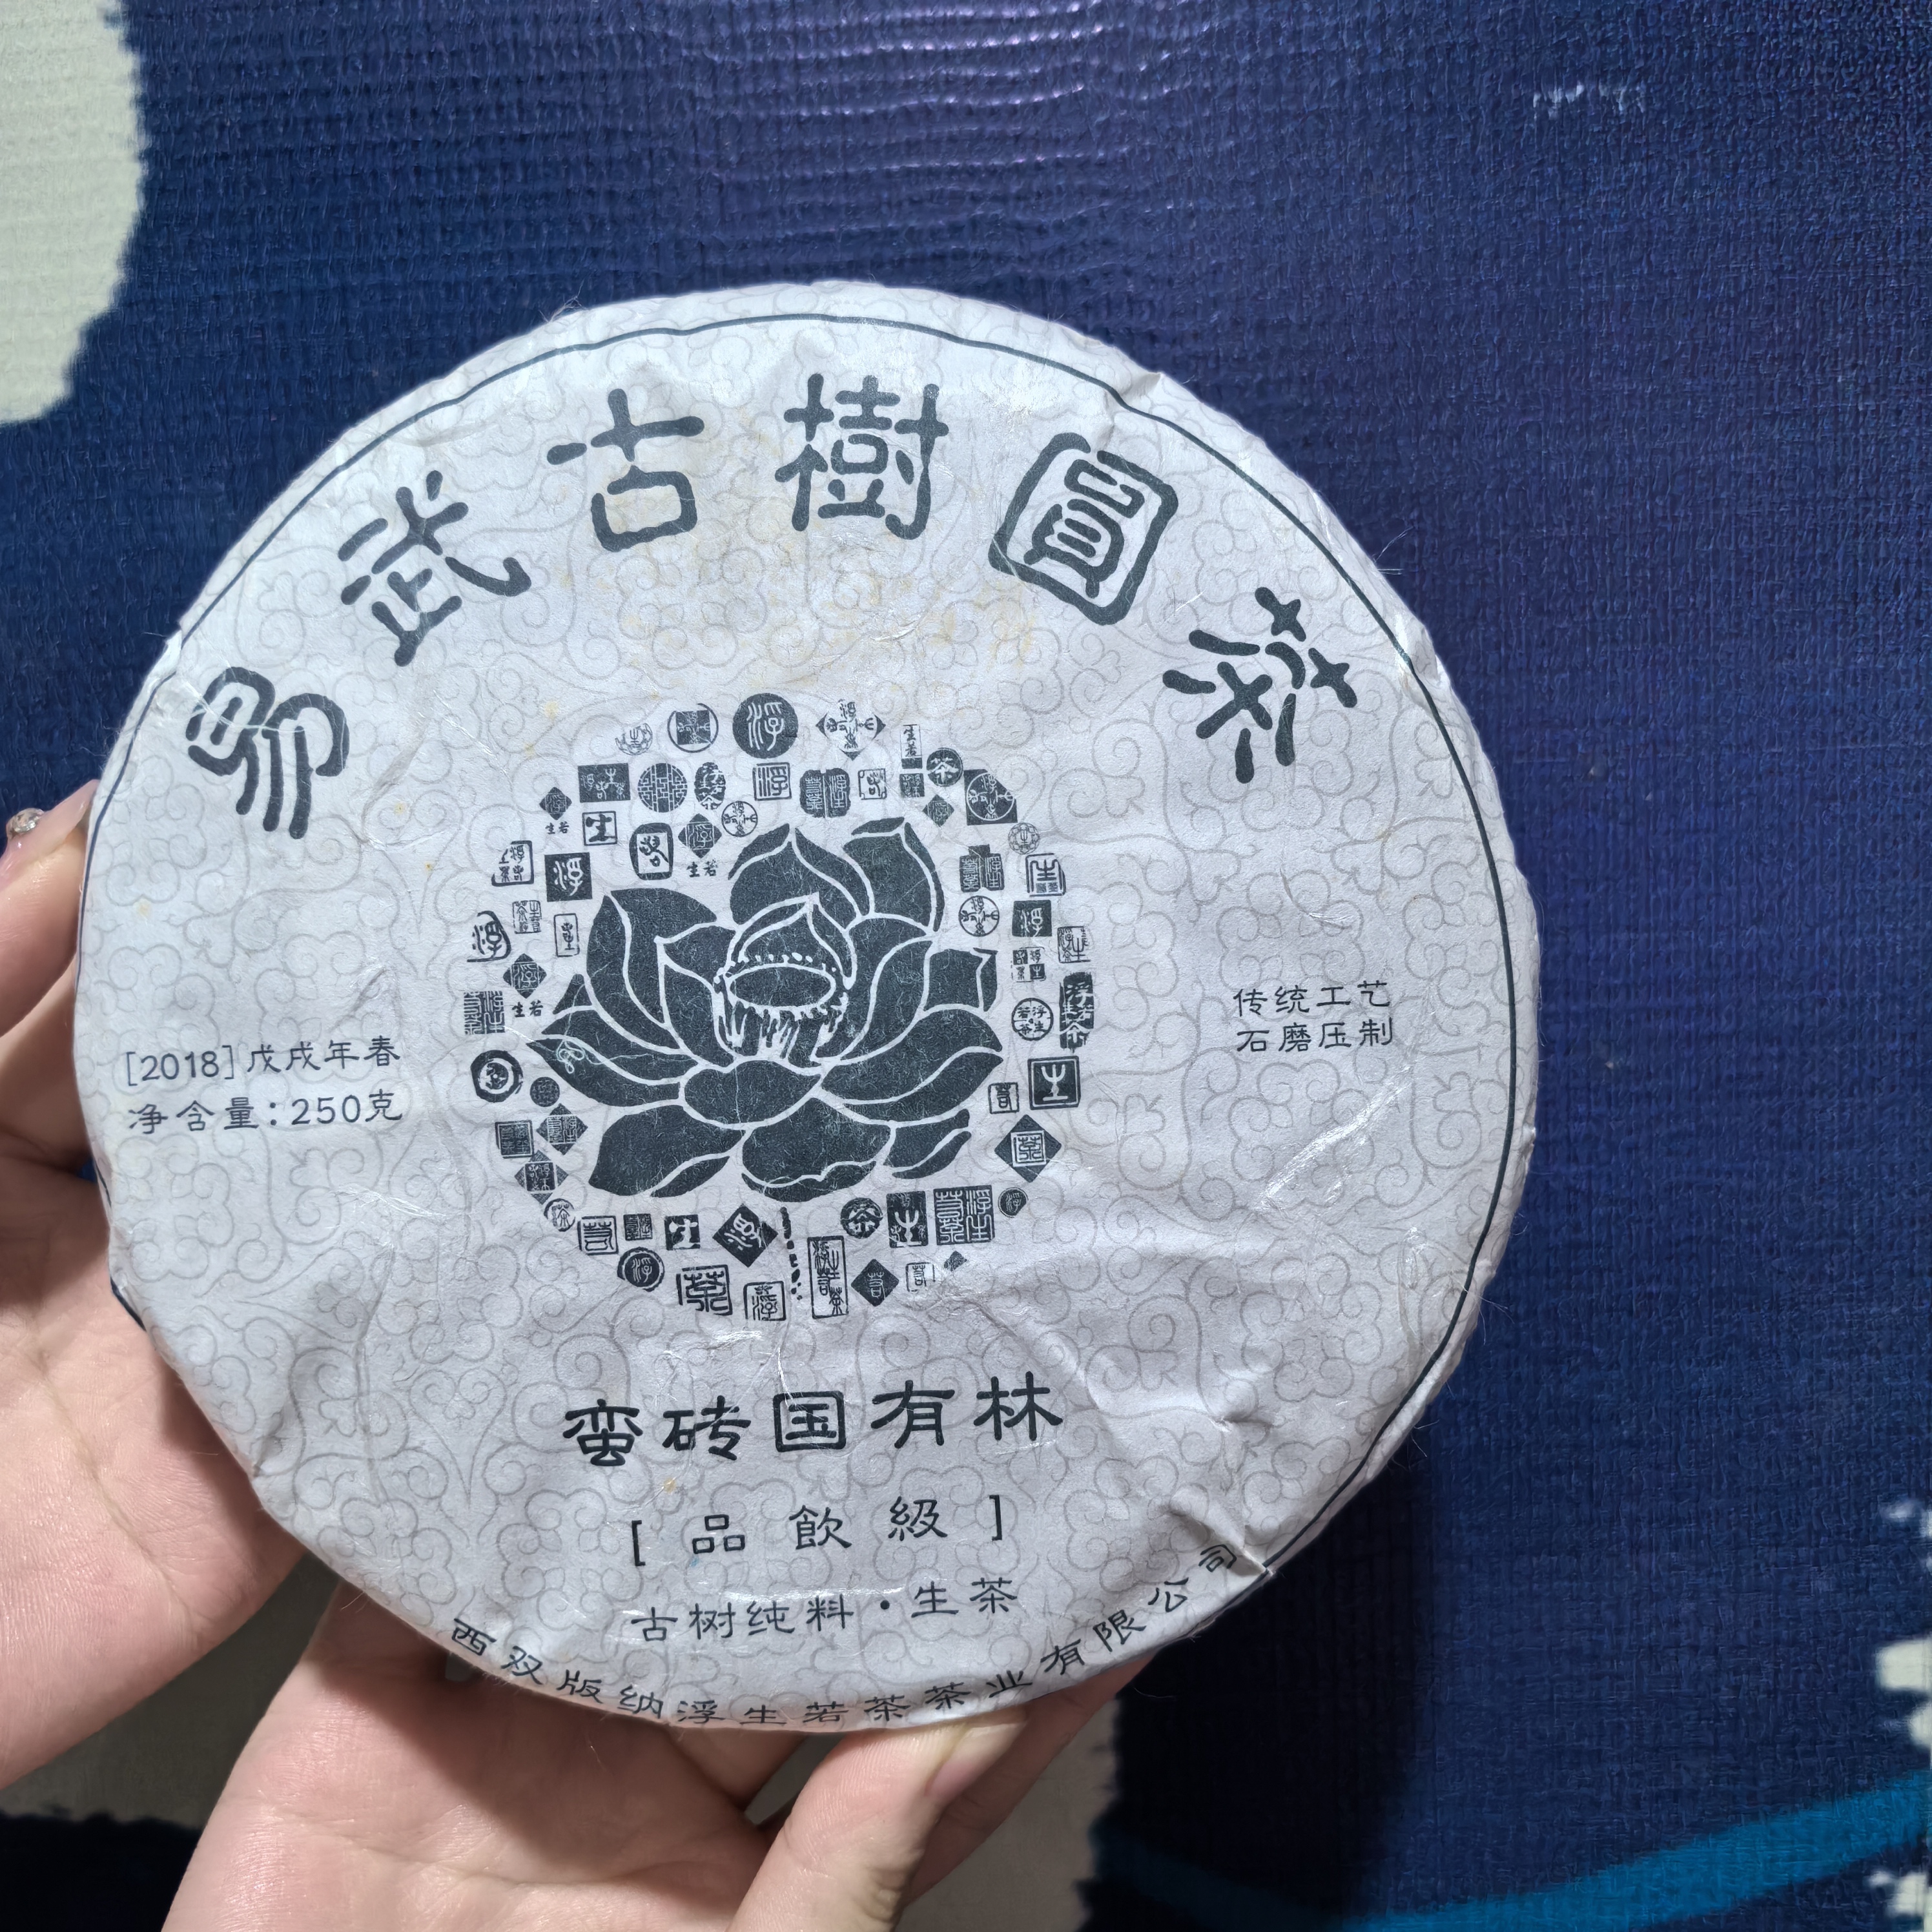 易武古樹圓茶
[2018]戊戌年春
净含量:250克
传统工艺
石磨压制
蛮砖国有林
[品飲級]
古树纯料·生茶
西双版纳浮生若茶茶业有限公司